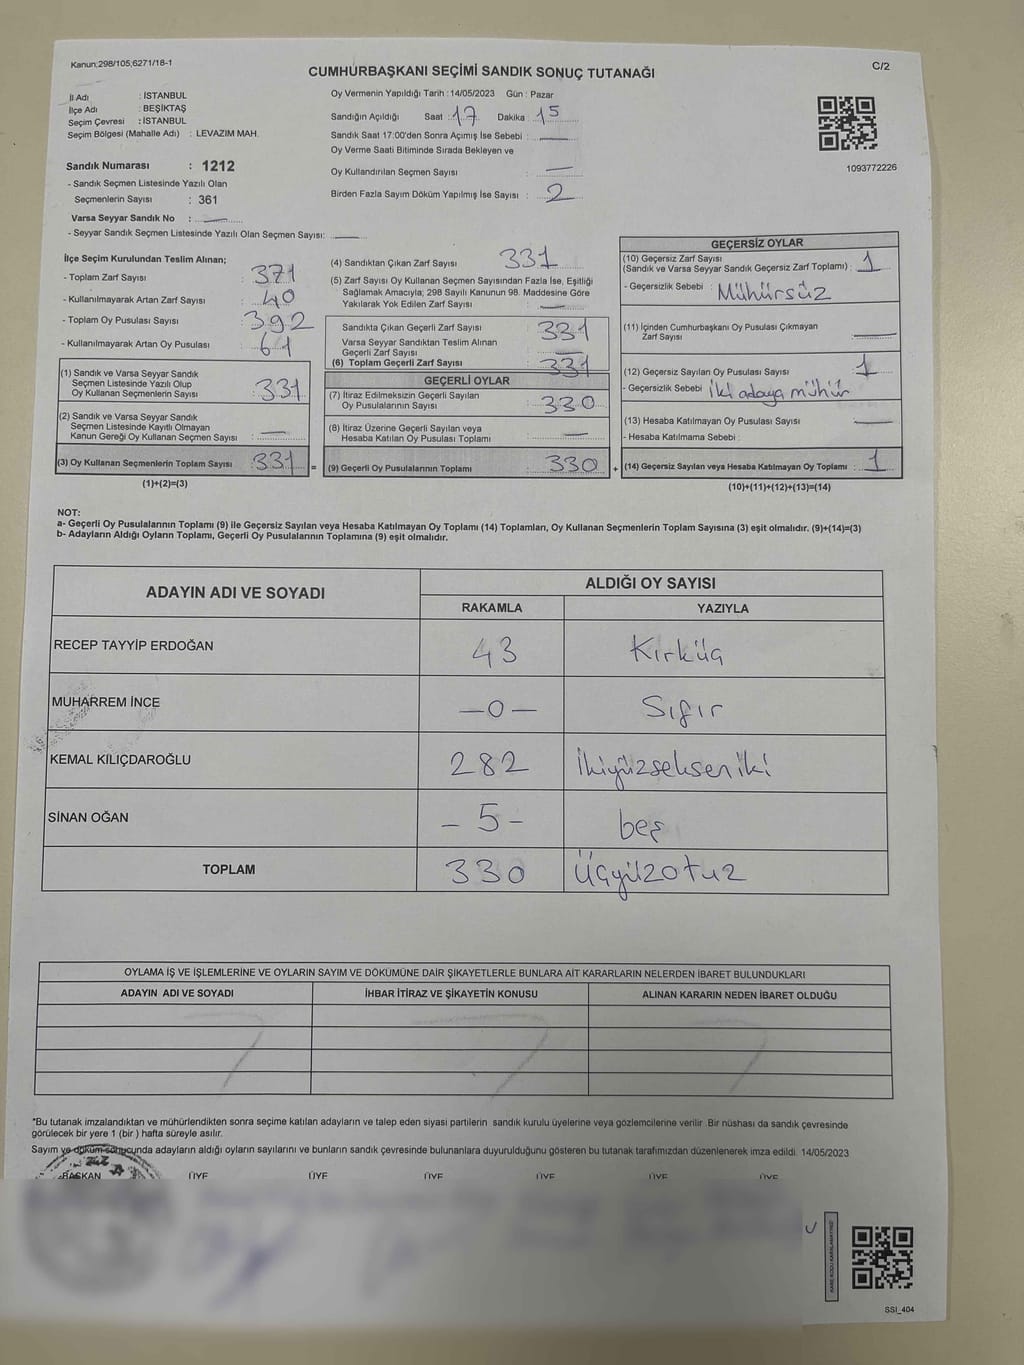 Kanun;298/105,6271/18-1
C/2
CUMHURBAŞKANI SEÇİMİ SANDIK SONUÇ TUTANAĞI
İl Adı : İSTANBUL
İlçe Adı : BEŞİKTAŞ
Seçim Çevresi : İSTANBUL
Seçim Bölgesi (Mahalle Adı) : LEVAZIM MAH.
Sandık Numarası : 1212
- Sandık Seçmen Listesinde Yazılı Olan
Seçmenlerin Sayısı : 361
Varsa Seyyar Sandık No : —
- Seyyar Sandık Seçmen Listesinde Yazılı Olan Seçmen Sayısı: —
Oy Vermenin Yapıldığı Tarih : 14/05/2023 Gün : Pazar
Sandığın Açıldığı Saat : 17 Dakika : 15
Sandık Saat 17:00'den Sonra Açımış İse Sebebi : —
Oy Verme Saati Bitiminde Sırada Bekleyen ve
Oy Kullandırılan Seçmen Sayısı : —
Birden Fazla Sayım Döküm Yapılmış İse Sayısı : 2
1093772226
İlçe Seçim Kurulundan Teslim Alınan;
- Toplam Zarf Sayısı : 371
- Kullanılmayarak Artan Zarf Sayısı : 40
- Toplam Oy Pusulası Sayısı : 392
- Kullanılmayarak Artan Oy Pusulası : 61
(1) Sandık ve Varsa Seyyar Sandık
Seçmen Listesinde Yazılı Olup
Oy Kullanan Seçmenlerin Sayısı : 331
(2) Sandık ve Varsa Seyyar Sandık
Seçmen Listesinde Kayıtlı Olmayan
Kanun Gereği Oy Kullanan Seçmen Sayısı : —
(3) Oy Kullanan Seçmenlerin Toplam Sayısı : 331 =
(1)+(2)=(3)
(4) Sandıktan Çıkan Zarf Sayısı : 331
(5) Zarf Sayısı Oy Kullanan Seçmen Sayısından Fazla İse, Eşitliği
Sağlamak Amacıyla; 298 Sayılı Kanunun 98. Maddesine Göre
Yakılarak Yok Edilen Zarf Sayısı : —
Sandıkta Çıkan Geçerli Zarf Sayısı : 331
Varsa Seyyar Sandıktan Teslim Alınan
Geçerli Zarf Sayısı : —
(6) Toplam Geçerli Zarf Sayısı : 331
GEÇERLİ OYLAR
(7) İtiraz Edilmeksizin Geçerli Sayılan
Oy Pusulalarının Sayısı : 330
(8) İtiraz Üzerine Geçerli Sayılan veya
Hesaba Katılan Oy Pusulası Toplamı : —
(9) Geçerli Oy Pusulalarının Toplamı : 330 +
GEÇERSİZ OYLAR
(10) Geçersiz Zarf Sayısı
(Sandık ve Varsa Seyyar Sandık Geçersiz Zarf Toplamı) : 1
- Geçersizlik Sebebi : Mühürsüz
(11) İçinden Cumhurbaşkanı Oy Pusulası Çıkmayan
Zarf Sayısı : —
(12) Geçersiz Sayılan Oy Pusulası Sayısı : 1
- Geçersizlik Sebebi : İki adaya mühür
(13) Hesaba Katılmayan Oy Pusulası Sayısı : —
- Hesaba Katılmama Sebebi :
(14) Geçersiz Sayılan veya Hesaba Katılmayan Oy Toplamı : 1
(10)+(11)+(12)+(13)=(14)
NOT:
a- Geçerli Oy Pusulalarının Toplamı (9) ile Geçersiz Sayılan veya Hesaba Katılmayan Oy Toplamı (14) Toplamları, Oy Kullanan Seçmenlerin Toplam Sayısına (3) eşit olmalıdır. (9)+(14)=(3)
b- Adayların Aldığı Oyların Toplamı, Geçerli Oy Pusulalarının Toplamına (9) eşit olmalıdır.
ADAYIN ADI VE SOYADI ALDIĞI OY SAYISI
RAKAMLA YAZIYLA
RECEP TAYYİP ERDOĞAN 43 Kırküç
MUHARREM İNCE —0— Sıfır
KEMAL KILIÇDAROĞLU 282 İkiyüzsekseniki
SİNAN OĞAN -5- beş
TOPLAM 330 Üçyüzotuz
OYLAMA İŞ VE İŞLEMLERİNE VE OYLARIN SAYIM VE DÖKÜMÜNE DAİR ŞİKAYETLERLE BUNLARA AİT KARARLARIN NELERDEN İBARET BULUNDUKLARI
ADAYIN ADI VE SOYADI İHBAR İTİRAZ VE ŞİKAYETİN KONUSU ALINAN KARARIN NEDEN İBARET OLDUĞU
*Bu tutanak imzalandıktan ve mühürlendikten sonra seçime katılan adayların ve talep eden siyasi partilerin sandık kurulu üyelerine veya gözlemcilerine verilir. Bir nüshası da sandık çevresinde
görülecek bir yere 1 (bir) hafta süreyle asılır.
Sayım ve döküm sonucunda adayların aldığı oyların sayılarını ve bunların sandık çevresinde bulunanlara duyurulduğunu gösteren bu tutanak tarafımızdan düzenlenerek imza edildi. 14/05/2023
BAŞKAN ÜYE ÜYE ÜYE ÜYE ÜYE ÜYE
SSI_404